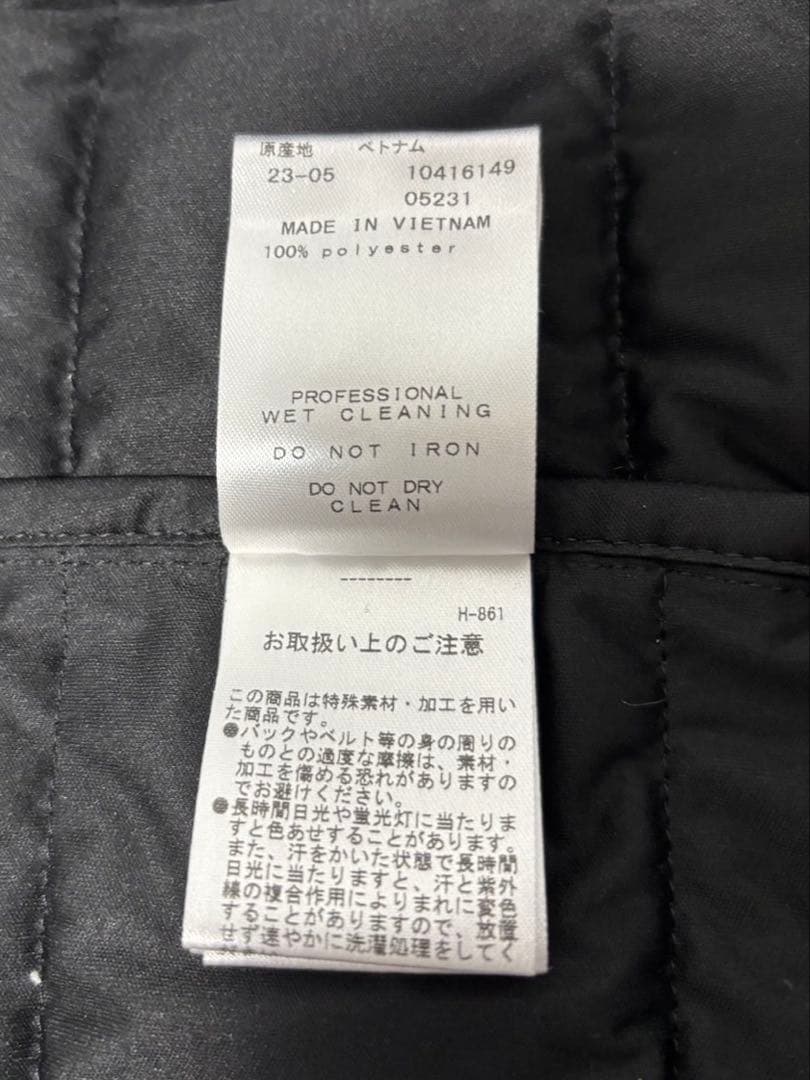 原産地 ベトナム
23-05 10416149
05231
MADE IN VIETNAM
100% polyester
PROFESSIONAL
WET CLEANING
DO NOT IRON
DO NOT DRY
CLEAN
--------
H-861
お取扱い上のご注意
この商品は特殊素材・加工を用い
た商品です。
●バックやベルト等の身の周りの
ものとの過度な摩擦は、素材・
加工を傷める恐れがありますの
でお避けください。
●長時間日光や蛍光灯に当たりま
すと色あせすることがあります。
また、汗をかいた状態で長時間
日光に当たりますと、汗と紫外
線の複合作用によりまれに変色
することがありますので、放置
せず速やかに洗濯処理をしてく